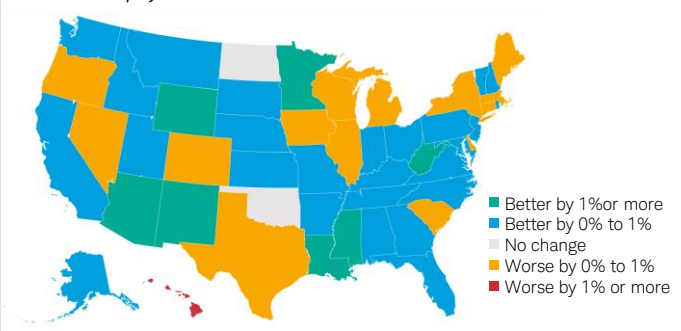 Better by 1%or more
Better by 0% to 1%
No change
Worse by 0% to 1%
Worse by 1% or more